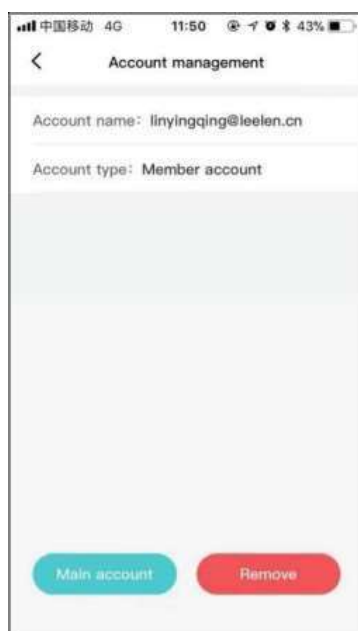 中国移动 4G 11:50 43%
Account management
Account name: linyingqing@leelen.cn
Account type: Member account
Main account Remove